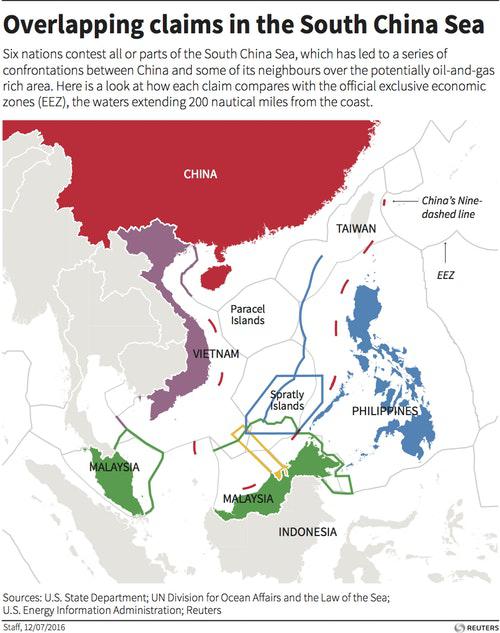 Overlapping claims in the South China Sea
Six nations contest all or parts of the South China Sea, which has led to a series of
confrontations between China and some of its neighbours over the potentially oil-and-gas
rich area. Here is a look at how each claim compares with the official exclusive economic
zones (EEZ), the waters extending 200 nautical miles from the coast.
CHINA
China's Nine-
dashed line
TAIWAN
EEZ
Paracel
Islands
VIETNAM
Spratly
Islands
PHILIPPINES
MALAYSIA
MALAYSIA
INDONESIA
Sources: U.S. State Department; UN Division for Ocean Affairs and the Law of the Sea;
U.S. Energy Information Administration; Reuters
Staff, 12/07/2016
REUTERS